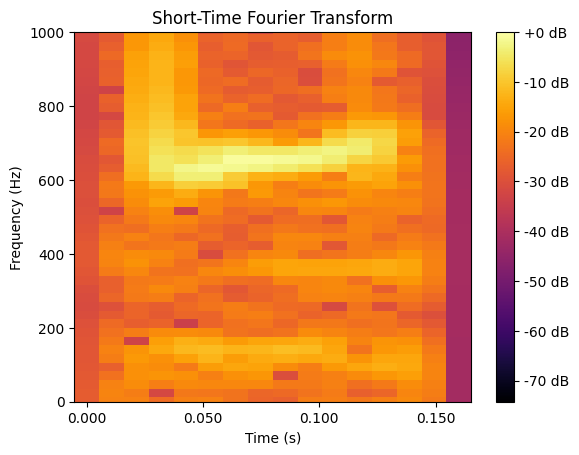 Short-Time Fourier Transform
1000
800
600
400
200
0
Frequency (Hz)
0.000
0.050
0.100
0.150
Time (s)
+0 dB
-10 dB
-20 dB
-30 dB
-40 dB
-50 dB
-60 dB
-70 dB